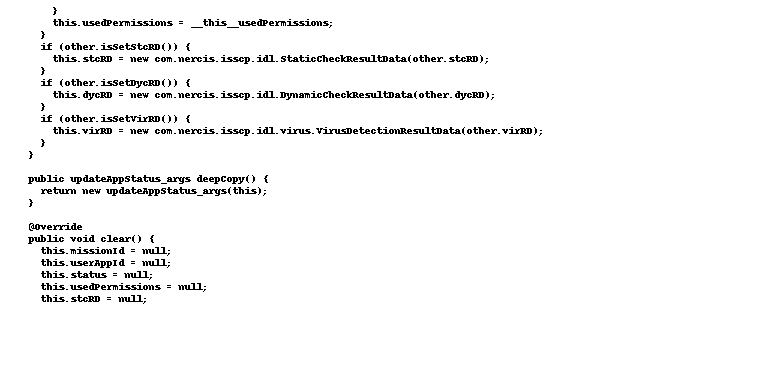 }
    this.usedPermissions = __this__usedPermissions;
  }
  if (other.isSetStcRD()) {
    this.stcRD = new com.nercis.isscp.idl.StaticCheckResultData(other.stcRD);
  }
  if (other.isSetDycRD()) {
    this.dycRD = new com.nercis.isscp.idl.DynamicCheckResultData(other.dycRD);
  }
  if (other.isSetVirRD()) {
    this.virRD = new com.nercis.isscp.idl.virus.VirusDetectionResultData(other.virRD);
  }
}

public updateAppStatus_args deepCopy() {
  return new updateAppStatus_args(this);
}

@Override
public void clear() {
  this.missionId = null;
  this.userAppId = null;
  this.status = null;
  this.usedPermissions = null;
  this.stcRD = null;